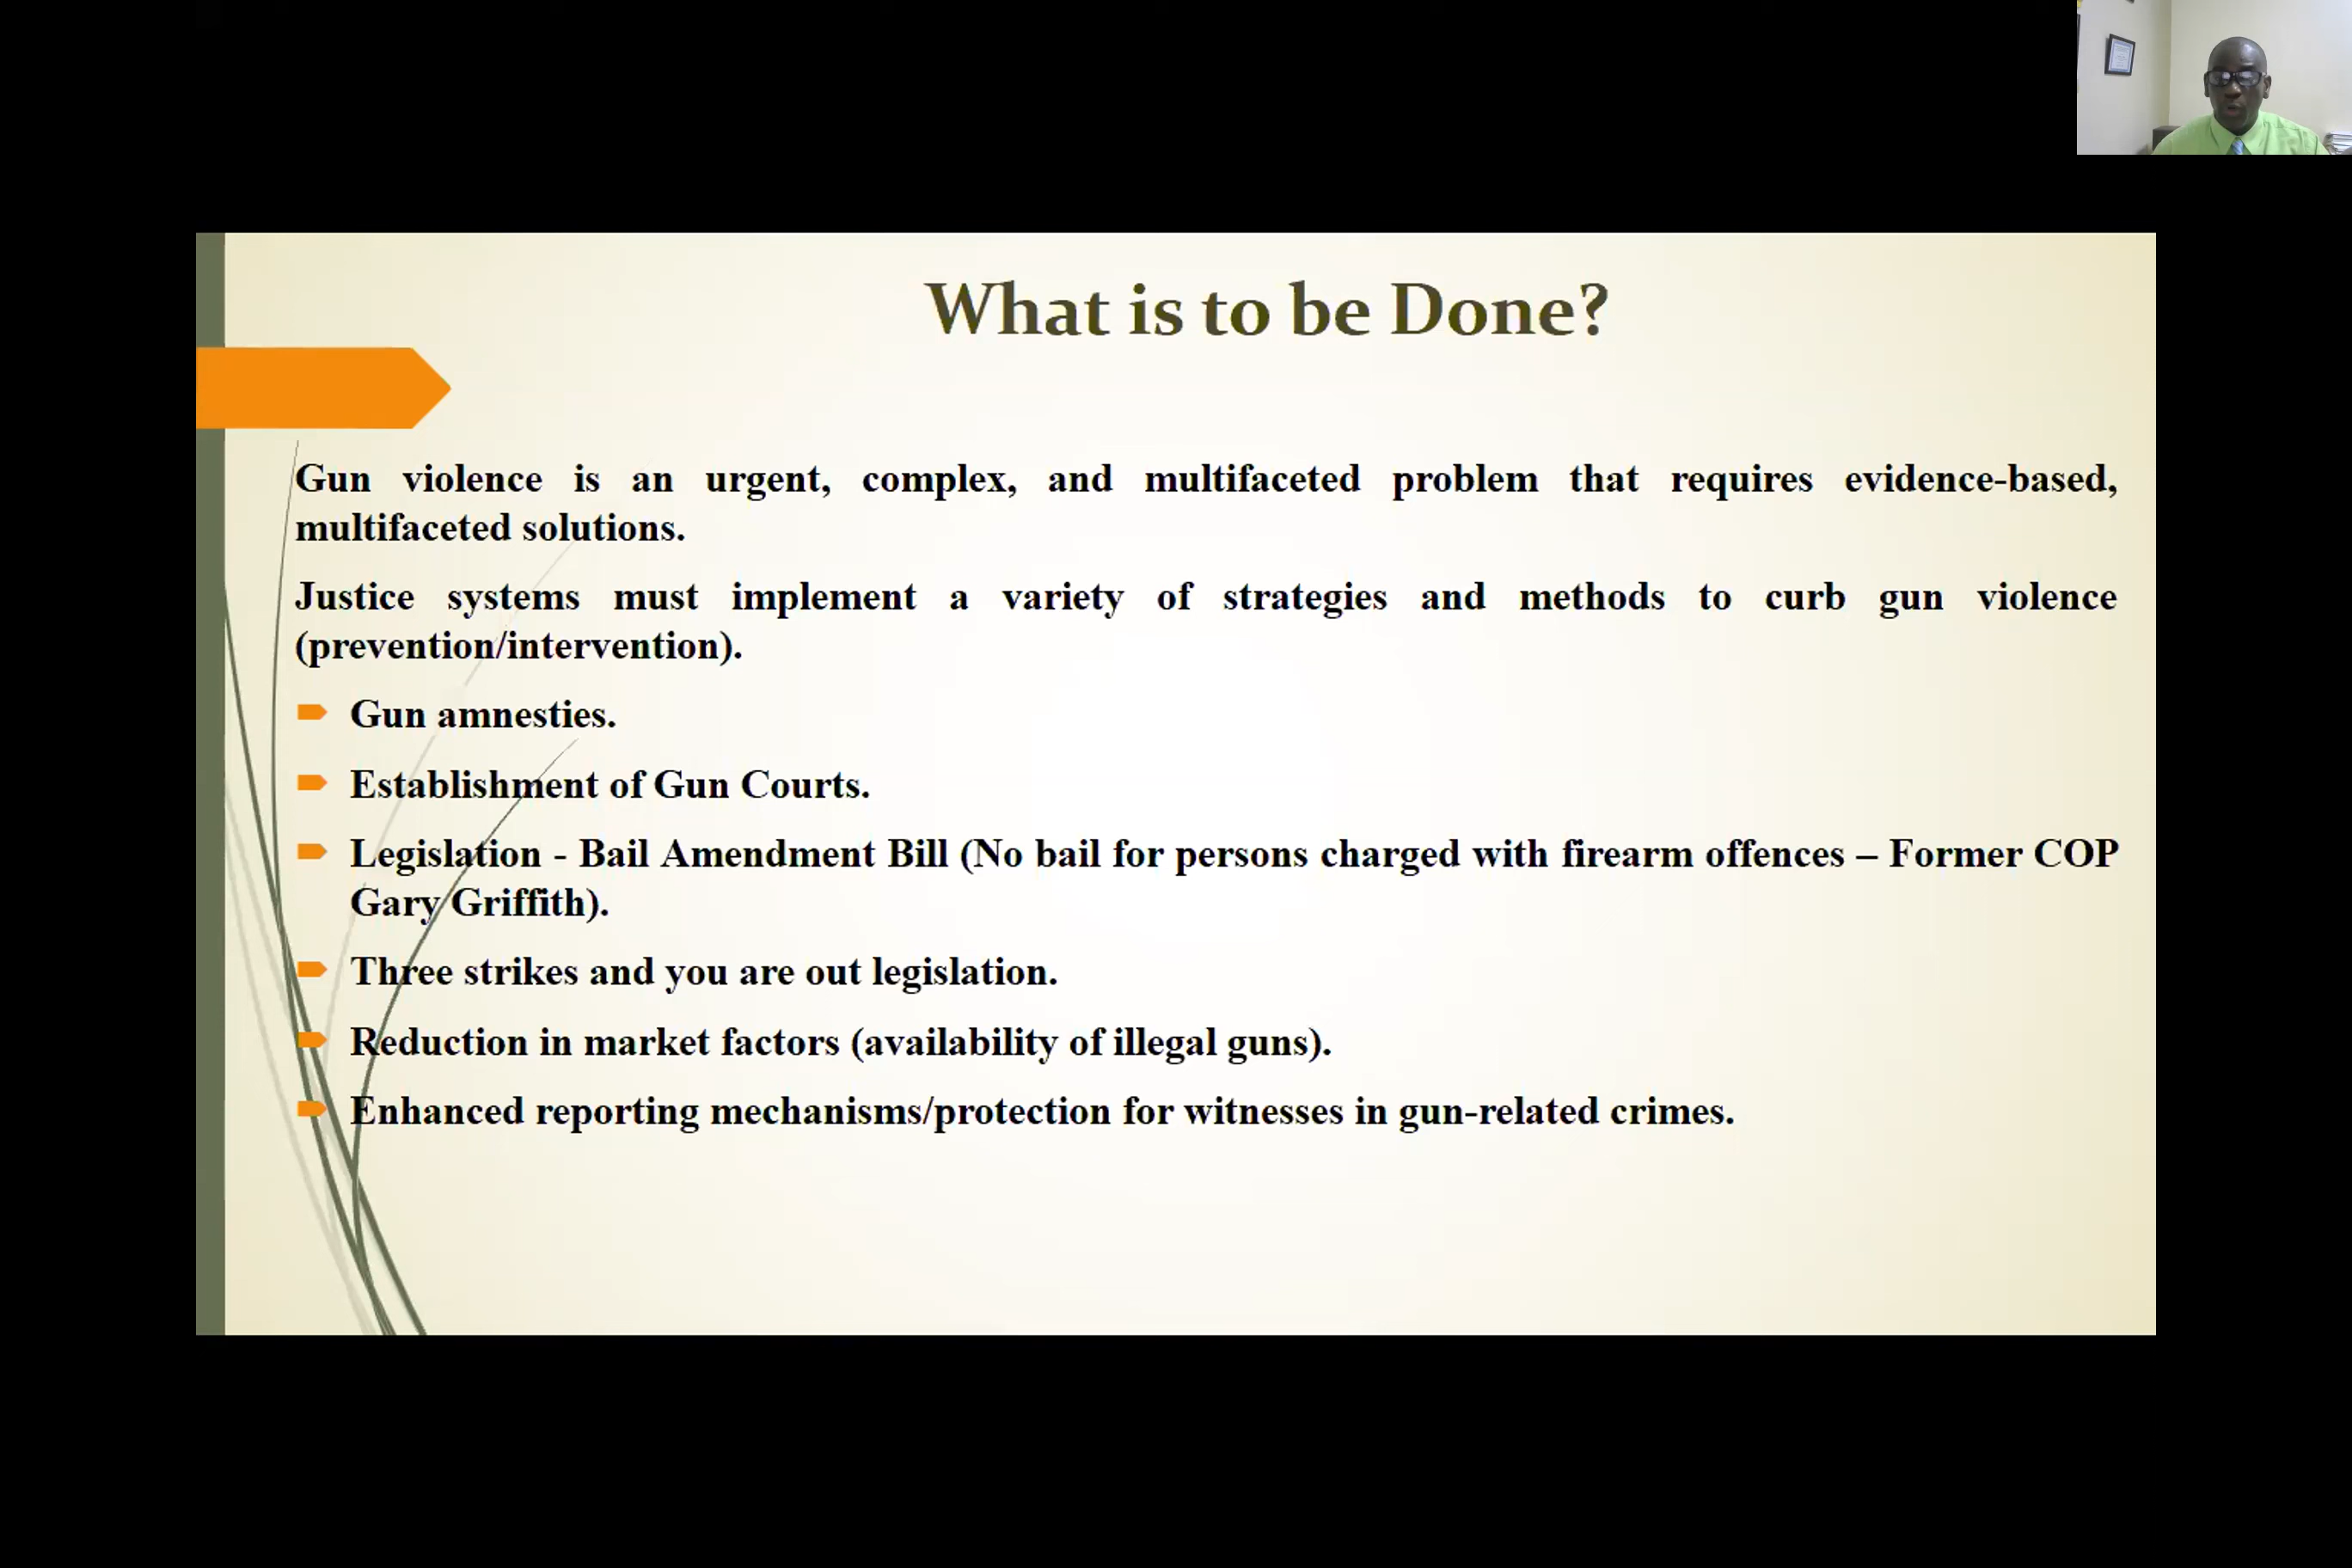 What is to be Done?
Gun violence is an urgent, complex, and multifaceted problem that requires evidence-based,
multifaceted solutions.
Justice systems must implement a variety of strategies and methods to curb gun violence
(prevention/intervention).
Gun amnesties.
Establishment of Gun Courts.
Legislation - Bail Amendment Bill (No bail for persons charged with firearm offences – Former COP
Gary Griffith).
Three strikes and you are out legislation.
Reduction in market factors (availability of illegal guns).
Enhanced reporting mechanisms/protection for witnesses in gun-related crimes.